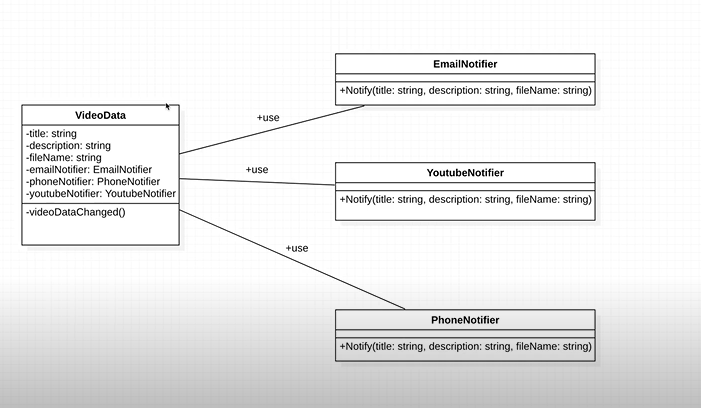 EmailNotifier
+Notify(title: string, description: string, fileName: string)
VideoData
-title: string
-description: string
-fileName: string
-emailNotifier: EmailNotifier
-phoneNotifier: PhoneNotifier
-youtubeNotifier: YoutubeNotifier
-videoDataChanged()
+use
+use
+use
YoutubeNotifier
+Notify(title: string, description: string, fileName: string)
PhoneNotifier
+Notify(title: string, description: string, fileName: string)